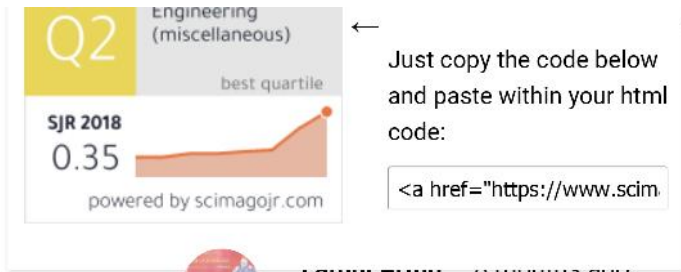 Q2
Engineering
(miscellaneous)
best quartile
SJR 2018
0.35
powered by scimagojr.com
←
Just copy the code below
and paste within your html
code:
<a href="https://www.scim